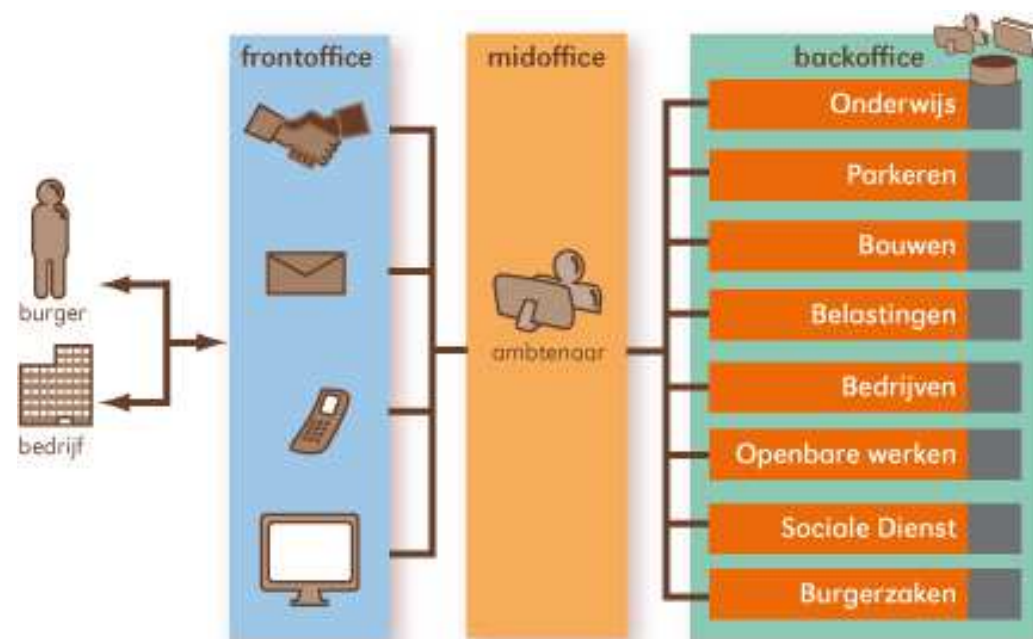 frontoffice
midoffice
backoffice
burger
bedrijf
ambtenaar
Onderwijs
Parkeren
Bouwen
Belastingen
Bedrijven
Openbare werken
Sociale Dienst
Burgerzaken